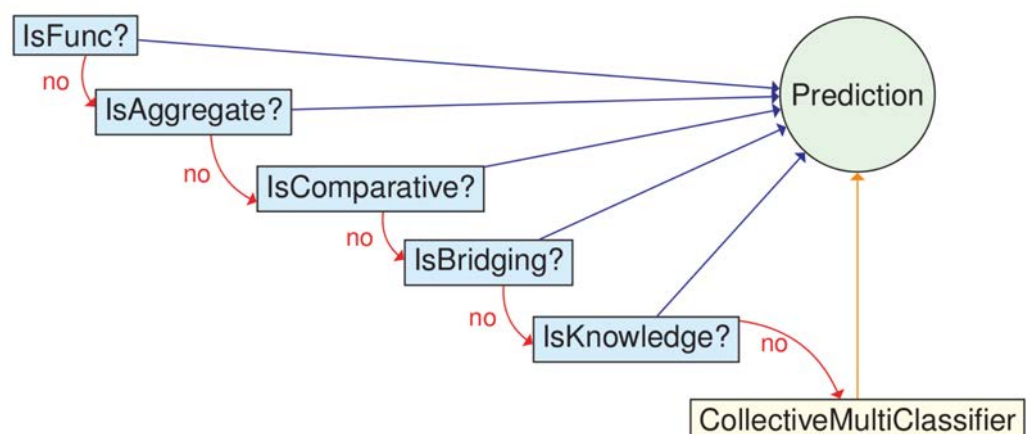 IsFunc?
no
IsAggregate?
Prediction
no
IsComparative?
no
IsBridging?
no
IsKnowledge?
no
CollectiveMultiClassifier